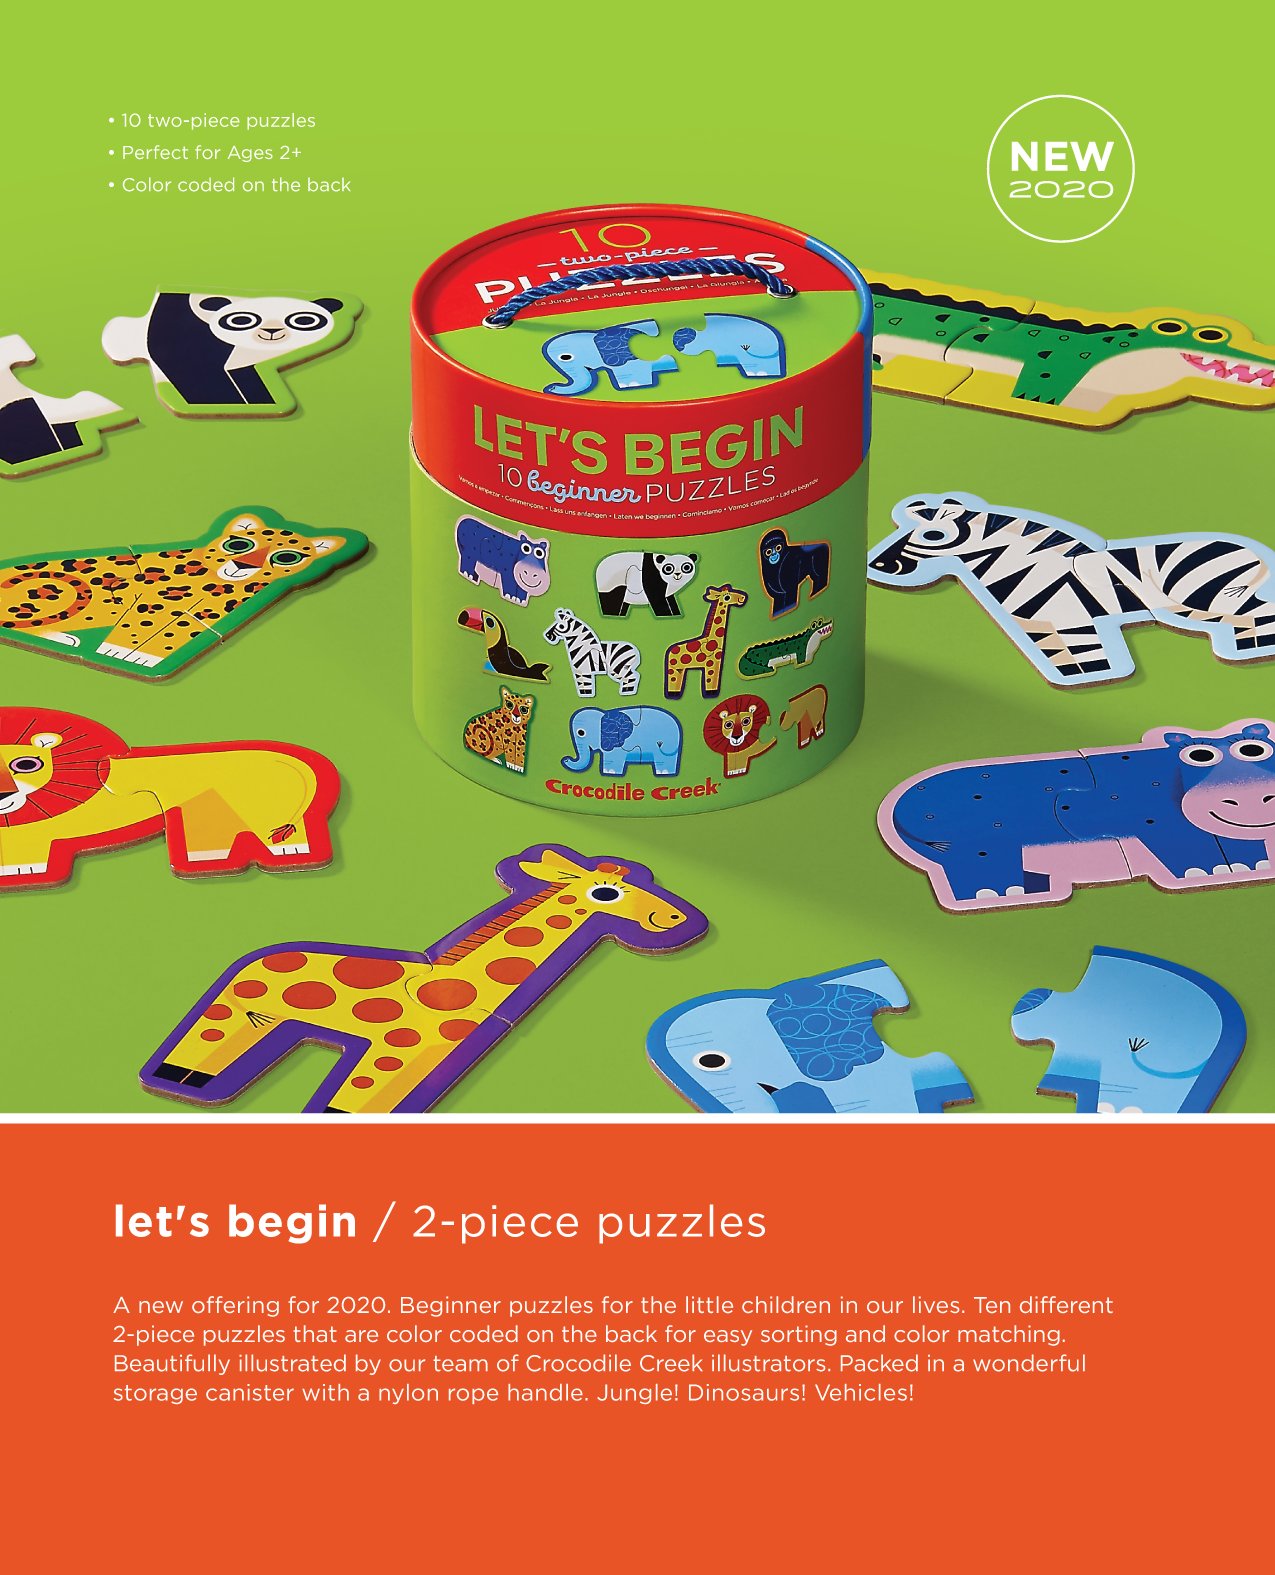 • 10 two-piece puzzles
• Perfect for Ages 2+
• Color coded on the back
NEW
2020
10
two-piece
PUZZLES
La Jungla • La Jungle • Dschungel • La Giungla •
LET'S BEGIN
10 beginner PUZZLES
Vamos a empezar • Commençons • Lass uns anfangen • Laten we beginnen • Cominciamo • Vamos começar • Lad os begynde
Crocodile Creek
let's begin / 2-piece puzzles
A new offering for 2020. Beginner puzzles for the little children in our lives. Ten different
2-piece puzzles that are color coded on the back for easy sorting and color matching.
Beautifully illustrated by our team of Crocodile Creek illustrators. Packed in a wonderful
storage canister with a nylon rope handle. Jungle! Dinosaurs! Vehicles!